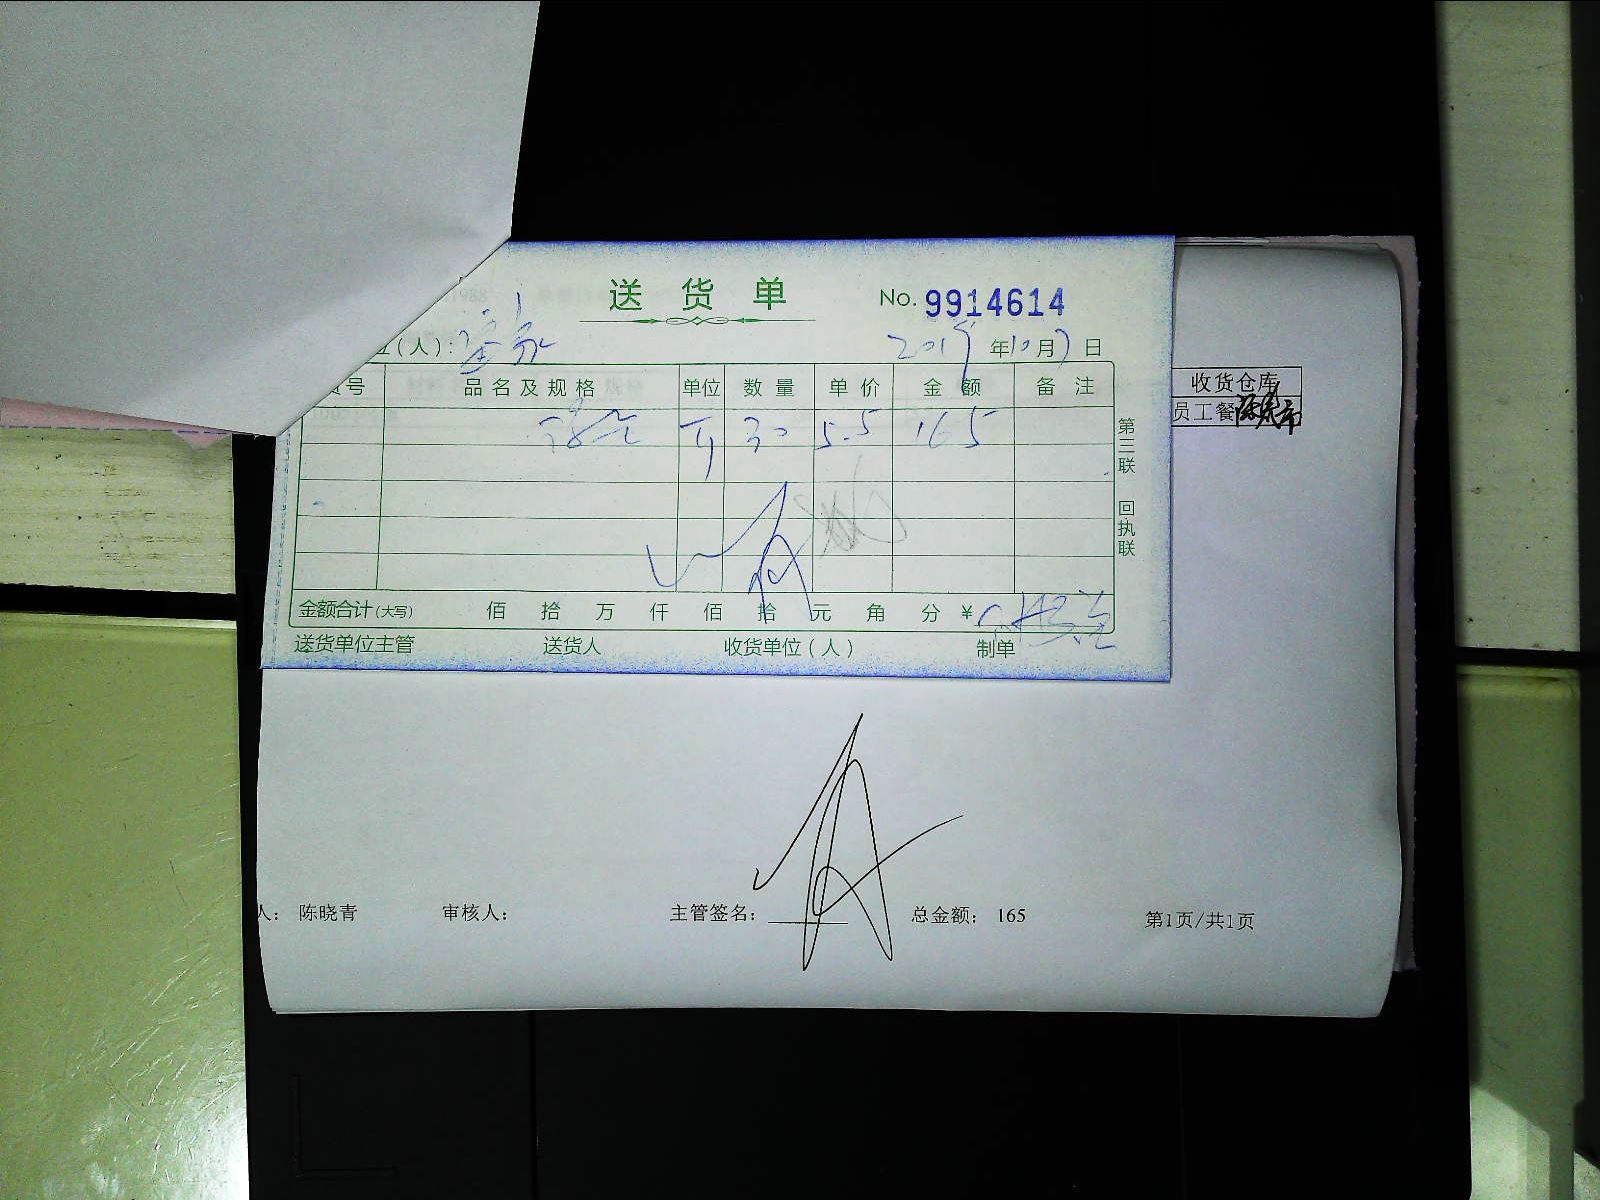 送货单 No. 9914614
(人): 2019年10月7日
号 品名及规格 单位 数量 单价 金额 备注
斤 30 5.5 165
第三联 回执联
金额合计(大写) 佰 拾 万 仟 佰 拾 元 角 分 ¥
送货单位主管 送货人 收货单位(人) 制单
收货仓库
员工餐
人: 陈晓青 审核人: 主管签名: 总金额: 165 第1页/共1页